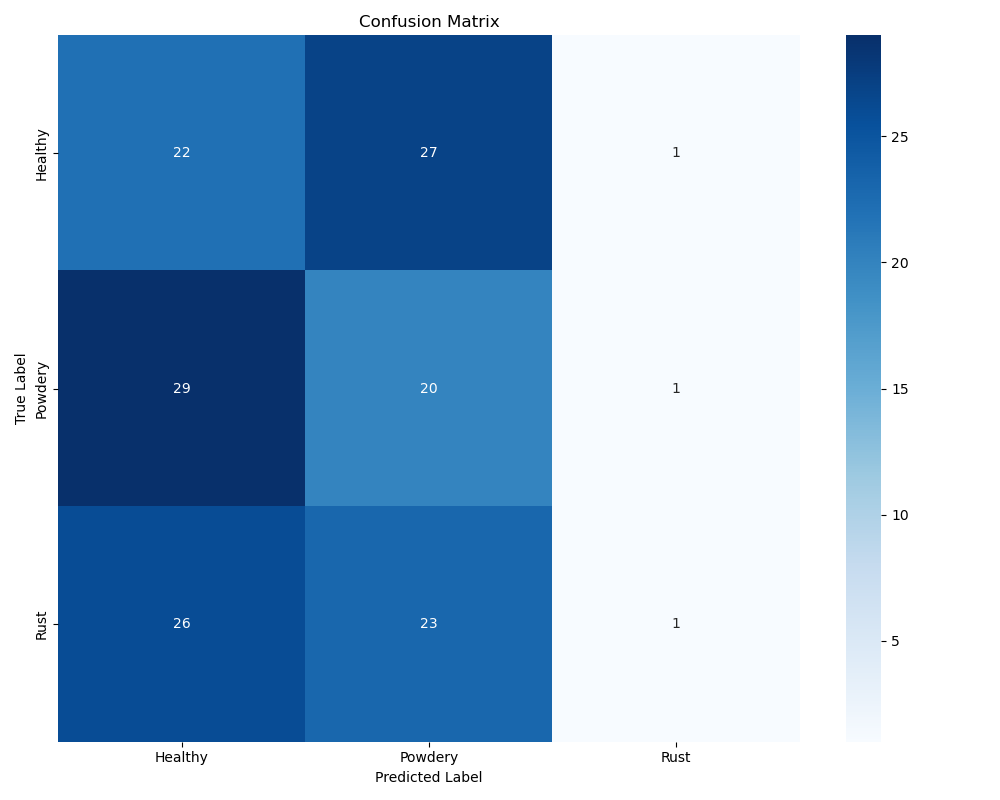 Confusion Matrix
Healthy
22
27
1
True Label
Powdery
29
20
1
Rust
26
23
1
Healthy
Powdery
Rust
Predicted Label
25
20
15
10
5